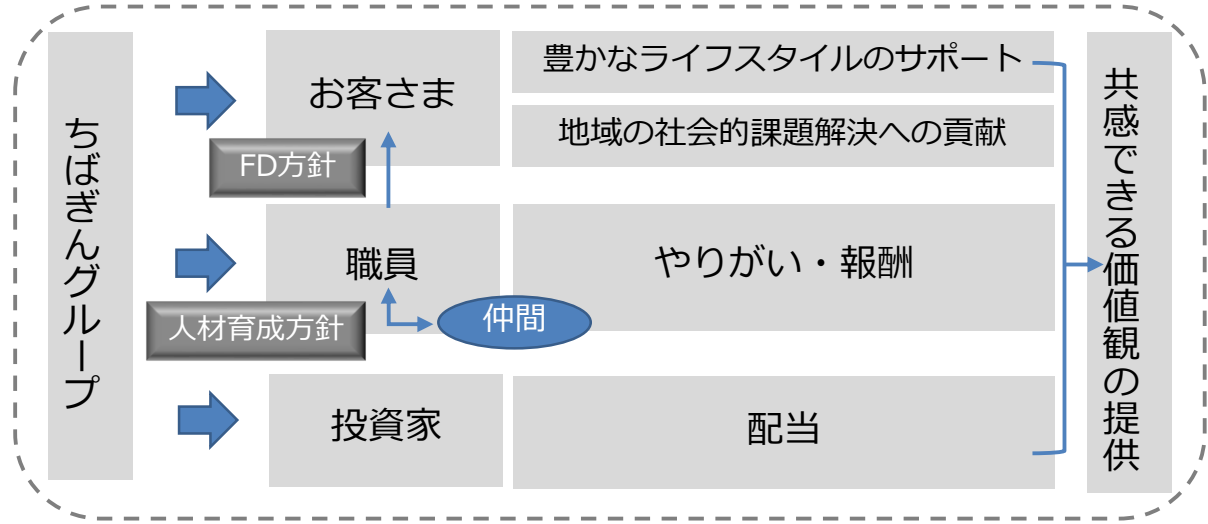 ちばぎんグループ
お客さま
豊かなライフスタイルのサポート
地域の社会的課題解決への貢献
FD方針
職員
やりがい・報酬
人材育成方針
仲間
投資家
配当
共感できる価値観の提供